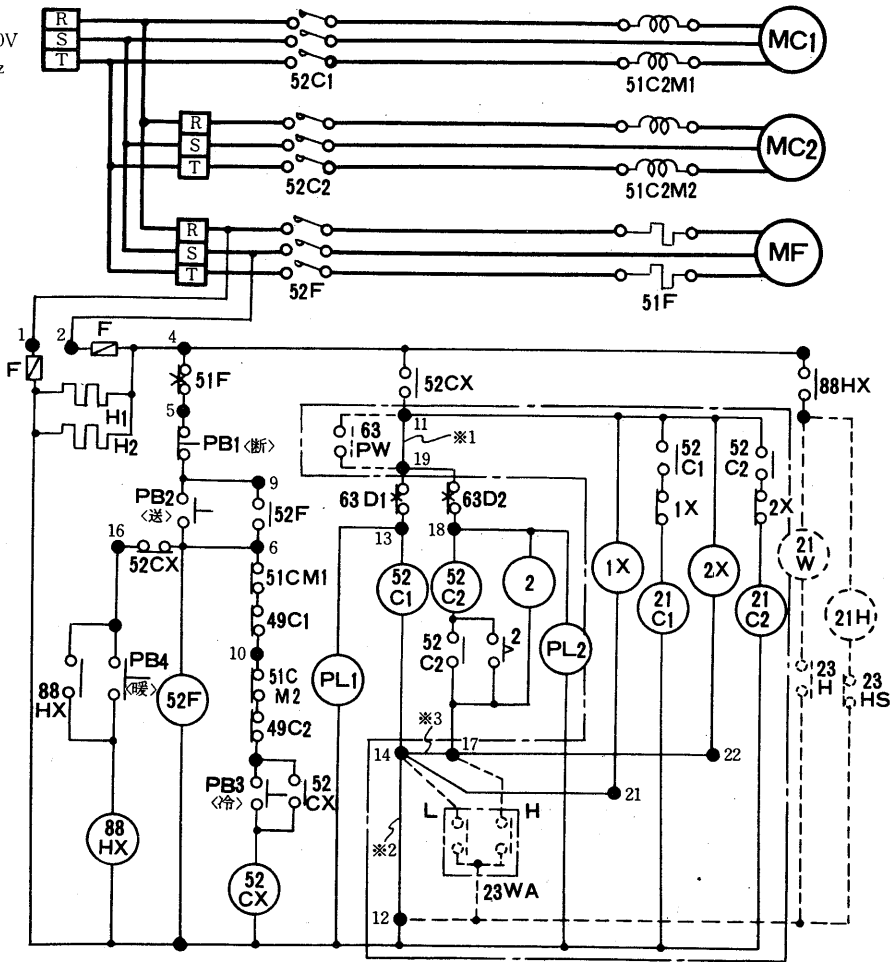 R
S
0V
T
z
52C1
51C2M1
MC1
R
S
T
52C2
51C2M2
MC2
R
S
T
52F
51F
MF
1
2
F
4
F
51F
52CX
88HX
H1
H2
5
PB1〈断〉
63
PW
11
※1
19
9
PB2
〈送〉
52F
63D1
63D2
52
C1
52
C2
1X
2X
16
52CX
6
13
18
51CM1
49C1
52
C1
52
C2
2
1X
2X
21
C1
21
C2
21
W
21H
10
51C
M2
49C2
PL1
52
C2
2
PL2
88
HX
PB4
〈暖〉
52F
23
H
23
HS
※3
14
17
22
PB3
〈冷〉
52
CX
21
L
H
88
HX
※2
52
CX
23WA
12